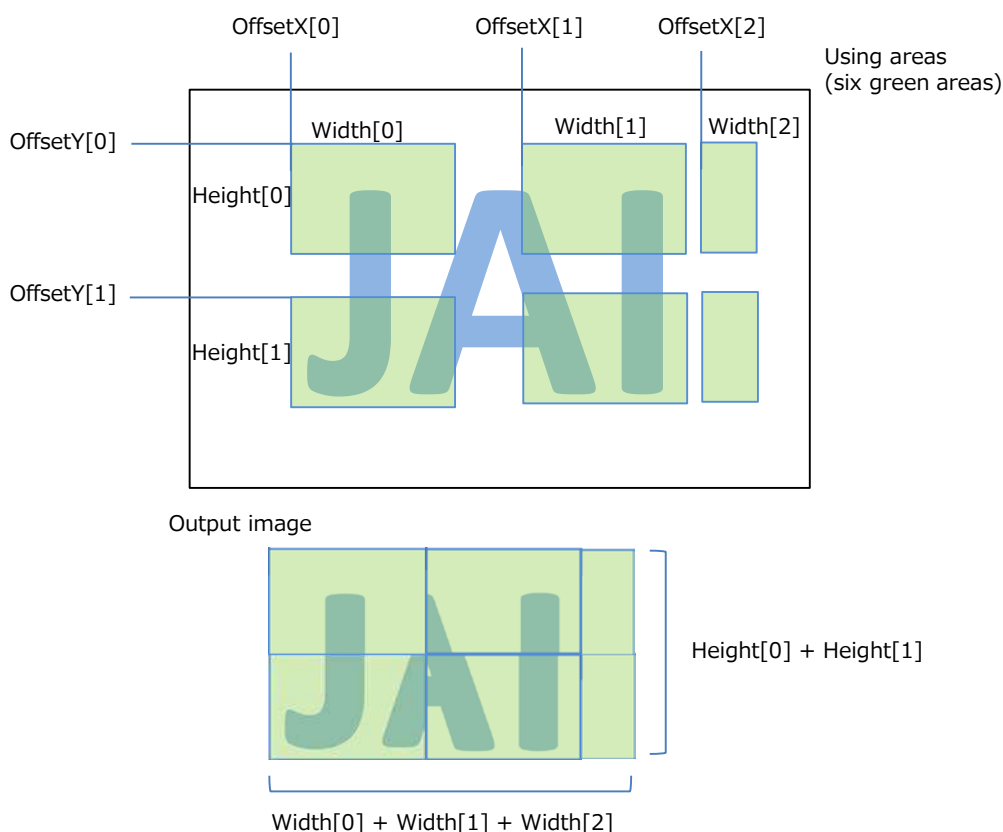 OffsetX[0]
OffsetX[1]
OffsetX[2]
Using areas
(six green areas)
OffsetY[0]
Width[0]
Width[1]
Width[2]
Height[0]
JAI
OffsetY[1]
Height[1]
Output image
JAI
Height[0] + Height[1]
Width[0] + Width[1] + Width[2]